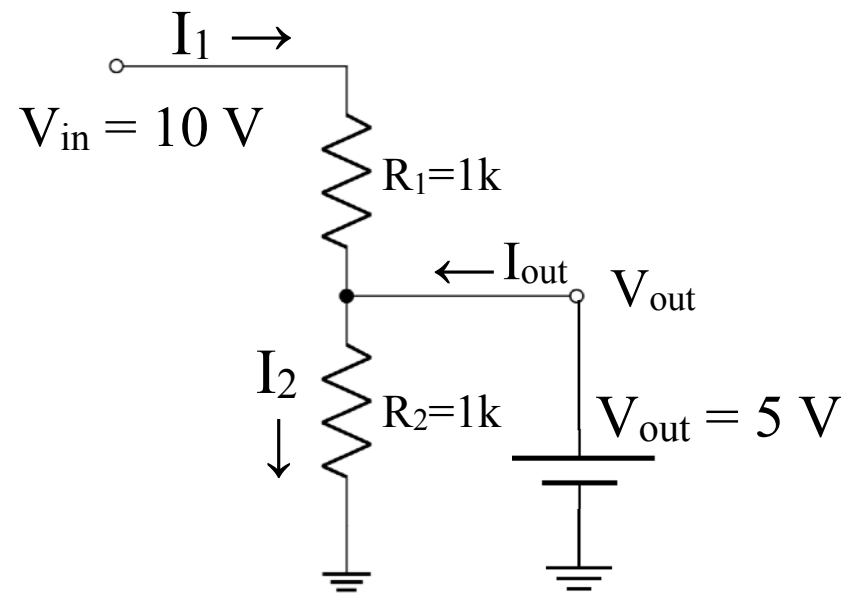 I1 →
Vin = 10 V
R1=1k
← Iout
Vout
I2
↓
R2=1k
Vout = 5 V